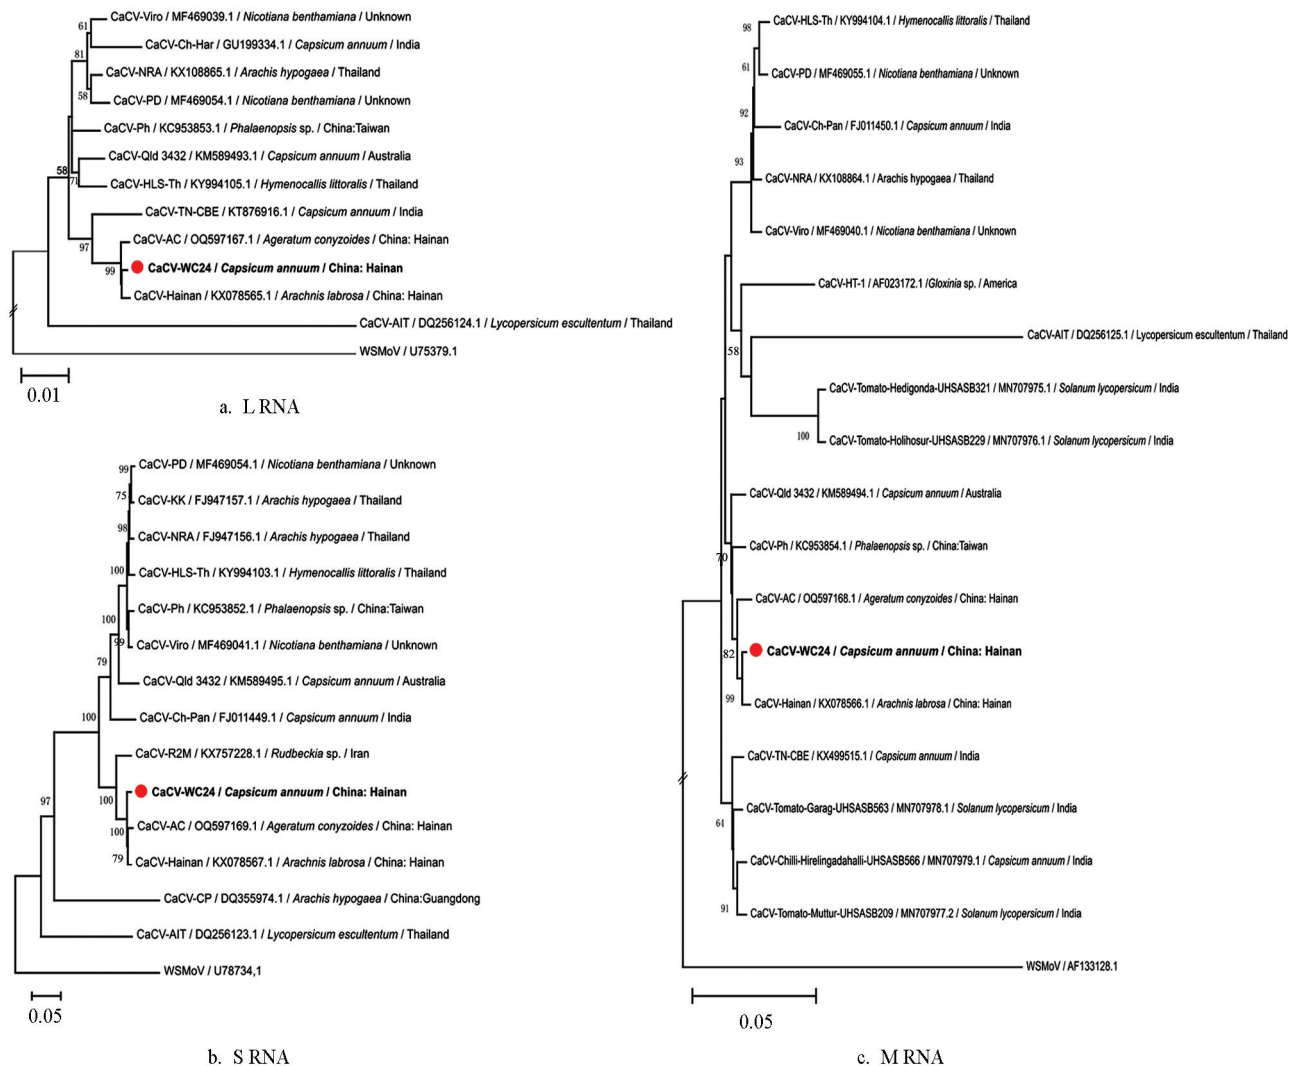 61
CaCV-Viro / MF469039.1 / Nicotiana benthamiana / Unknown
CaCV-Ch-Har / GU199334.1 / Capsicum annuum / India
81
CaCV-NRA / KX108865.1 / Arachis hypogaea / Thailand
58
CaCV-PD / MF469054.1 / Nicotiana benthamiana / Unknown
CaCV-Ph / KC953853.1 / Phalaenopsis sp. / China:Taiwan
CaCV-Qld 3432 / KM589493.1 / Capsicum annuum / Australia
58
71
CaCV-HLS-Th / KY994105.1 / Hymenocallis littoralis / Thailand
CaCV-TN-CBE / KT876916.1 / Capsicum annuum / India
97
CaCV-AC / OQ597167.1 / Ageratum conyzoides / China: Hainan
99
CaCV-WC24 / Capsicum annuum / China: Hainan
CaCV-Hainan / KX078565.1 / Arachnis labrosa / China: Hainan
CaCV-AIT / DQ256124.1 / Lycopersicum escultentum / Thailand
WSMoV / U75379.1
0.01
a. L RNA
99
CaCV-PD / MF469054.1 / Nicotiana benthamiana / Unknown
75
CaCV-KK / FJ947157.1 / Arachis hypogaea / Thailand
98
CaCV-NRA / FJ947156.1 / Arachis hypogaea / Thailand
100
CaCV-HLS-Th / KY994103.1 / Hymenocallis littoralis / Thailand
100
CaCV-Ph / KC953852.1 / Phalaenopsis sp. / China:Taiwan
99
CaCV-Viro / MF469041.1 / Nicotiana benthamiana / Unknown
79
CaCV-Qld 3432 / KM589495.1 / Capsicum annuum / Australia
100
CaCV-Ch-Pan / FJ011449.1 / Capsicum annuum / India
CaCV-R2M / KX757228.1 / Rudbeckia sp. / Iran
97
100
CaCV-WC24 / Capsicum annuum / China: Hainan
100
CaCV-AC / OQ597169.1 / Ageratum conyzoides / China: Hainan
79
CaCV-Hainan / KX078567.1 / Arachnis labrosa / China: Hainan
CaCV-CP / DQ355974.1 / Arachis hypogaea / China:Guangdong
CaCV-AIT / DQ256123.1 / Lycopersicum escultentum / Thailand
WSMoV / U78734,1
0.05
b. S RNA
98
CaCV-HLS-Th / KY994104.1 / Hymenocallis littoralis / Thailand
61
CaCV-PD / MF469055.1 / Nicotiana benthamiana / Unknown
92
CaCV-Ch-Pan / FJ011450.1 / Capsicum annuum / India
93
CaCV-NRA / KX108864.1 / Arachis hypogaea / Thailand
CaCV-Viro / MF469040.1 / Nicotiana benthamiana / Unknown
CaCV-HT-1 / AF023172.1 /Gloxinia sp. / America
58
CaCV-AIT / DQ256125.1 / Lycopersicum escultentum / Thailand
CaCV-Tomato-Hedigonda-UHSASB321 / MN707975.1 / Solanum lycopersicum / India
100
CaCV-Tomato-Holihosur-UHSASB229 / MN707976.1 / Solanum lycopersicum / India
CaCV-Qld 3432 / KM589494.1 / Capsicum annuum / Australia
70
CaCV-Ph / KC953854.1 / Phalaenopsis sp. / China:Taiwan
CaCV-AC / OQ597168.1 / Ageratum conyzoides / China: Hainan
82
CaCV-WC24 / Capsicum annuum / China: Hainan
99
CaCV-Hainan / KX078566.1 / Arachnis labrosa / China: Hainan
CaCV-TN-CBE / KX499515.1 / Capsicum annuum / India
61
CaCV-Tomato-Garag-UHSASB563 / MN707978.1 / Solanum lycopersicum / India
CaCV-Chilli-Hirelingadahalli-UHSASB566 / MN707979.1 / Capsicum annuum / India
91
CaCV-Tomato-Muttur-UHSASB209 / MN707977.2 / Solanum lycopersicum / India
WSMoV / AF133128.1
0.05
c. M RNA